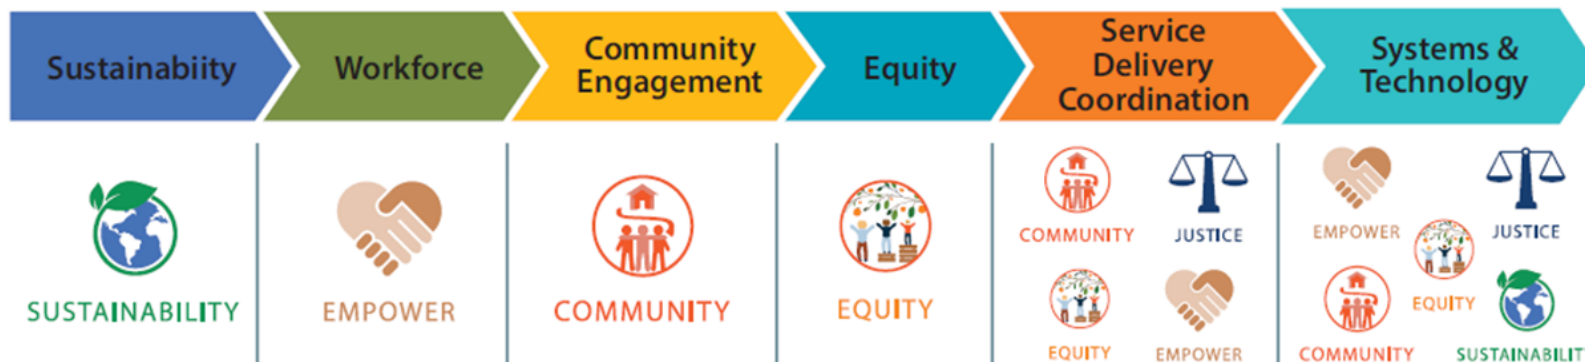 Sustainabiity
Workforce
Community
Engagement
Equity
Service
Delivery
Coordination
Systems &
Technology
SUSTAINABILITY
EMPOWER
COMMUNITY
EQUITY
COMMUNITY
JUSTICE
EQUITY
EMPOWER
EMPOWER
JUSTICE
EQUITY
COMMUNITY
SUSTAINABILIT